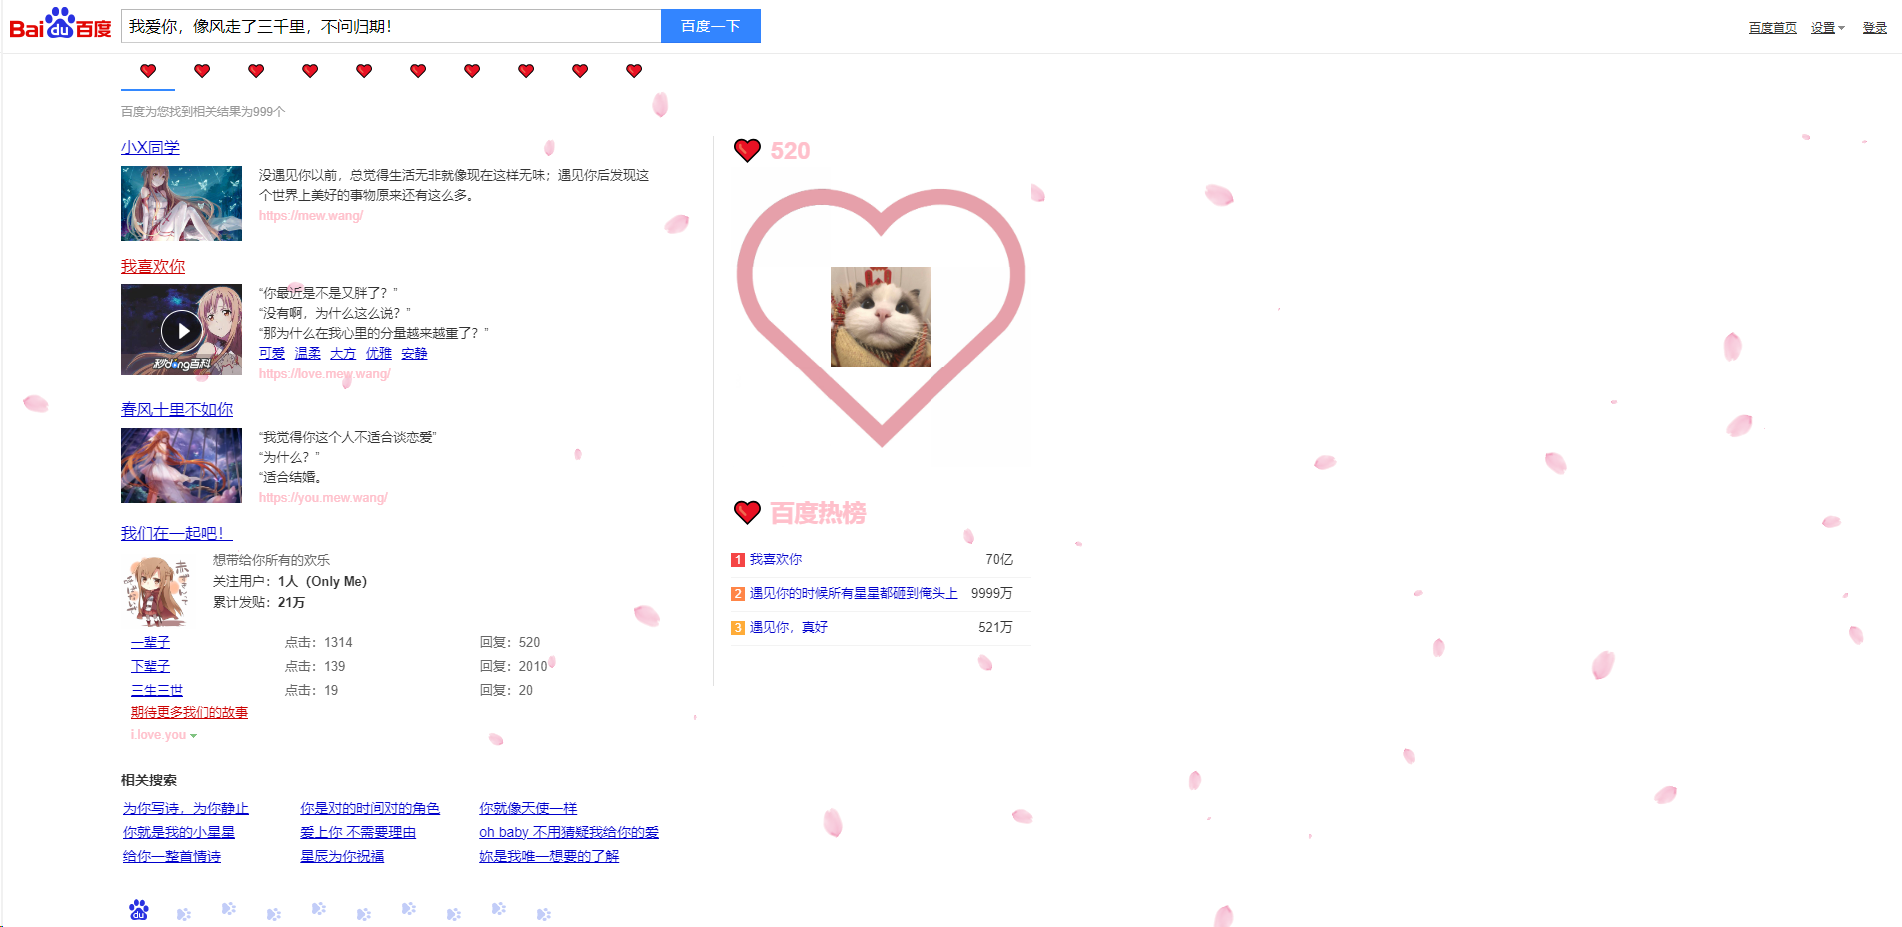 Bai du 百度
我爱你，像风走了三千里，不问归期！
百度一下
百度首页 设置 登录
百度为您找到相关结果为999个
小X同学
没遇见你以前，总觉得生活无非就像现在这样无味；遇见你后发现这
个世界上美好的事物原来还有这么多。
https://mew.wang/
我喜欢你
“你最近是不是又胖了？”
“没有啊，为什么这么说？”
“那为什么在我心里的分量越来越重了？”
可爱 温柔 大方 优雅 安静
https://love.mew.wang/
秒dong百科
春风十里不如你
“我觉得你这个人不适合谈恋爱”
“为什么？”
“适合结婚。
https://you.mew.wang/
我们在一起吧！
想带给你所有的欢乐
关注用户：1人（Only Me）
累计发贴：21万
一辈子 点击：1314 回复：520
下辈子 点击：139 回复：2010
三生三世 点击：19 回复：20
期待更多我们的故事
i.love.you
相关搜索
为你写诗，为你静止 你是对的时间对的角色 你就像天使一样
你就是我的小星星 爱上你 不需要理由 oh baby 不用猜疑我给你的爱
给你一整首情诗 星辰为你祝福 妳是我唯一想要的了解
du
520
百度热榜
1 我喜欢你 70亿
2 遇见你的时候所有星星都砸到俺头上 9999万
3 遇见你，真好 521万